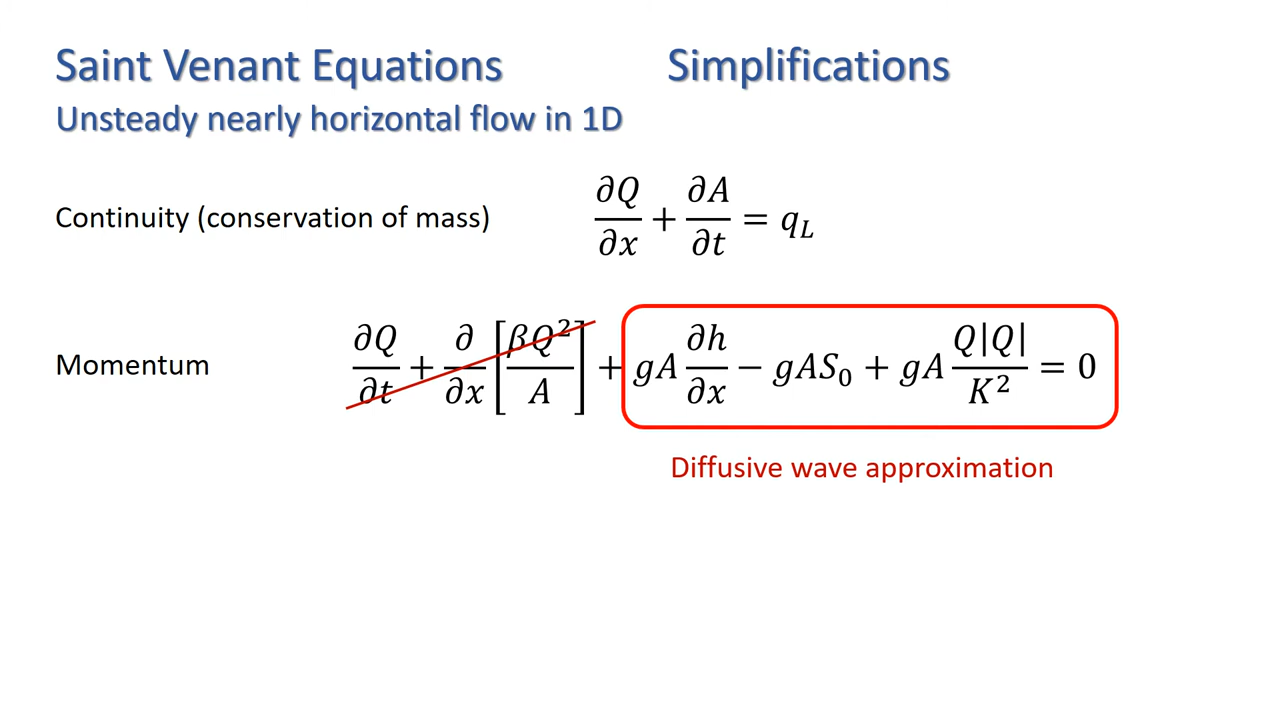 Saint Venant Equations Simplifications
Unsteady nearly horizontal flow in 1D
Continuity (conservation of mass) ∂Q/∂x + ∂A/∂t = q_L
Momentum ∂Q/∂t + ∂/∂x [βQ²/A] + gA ∂h/∂x − gAS₀ + gA Q|Q|/K² = 0
Diffusive wave approximation